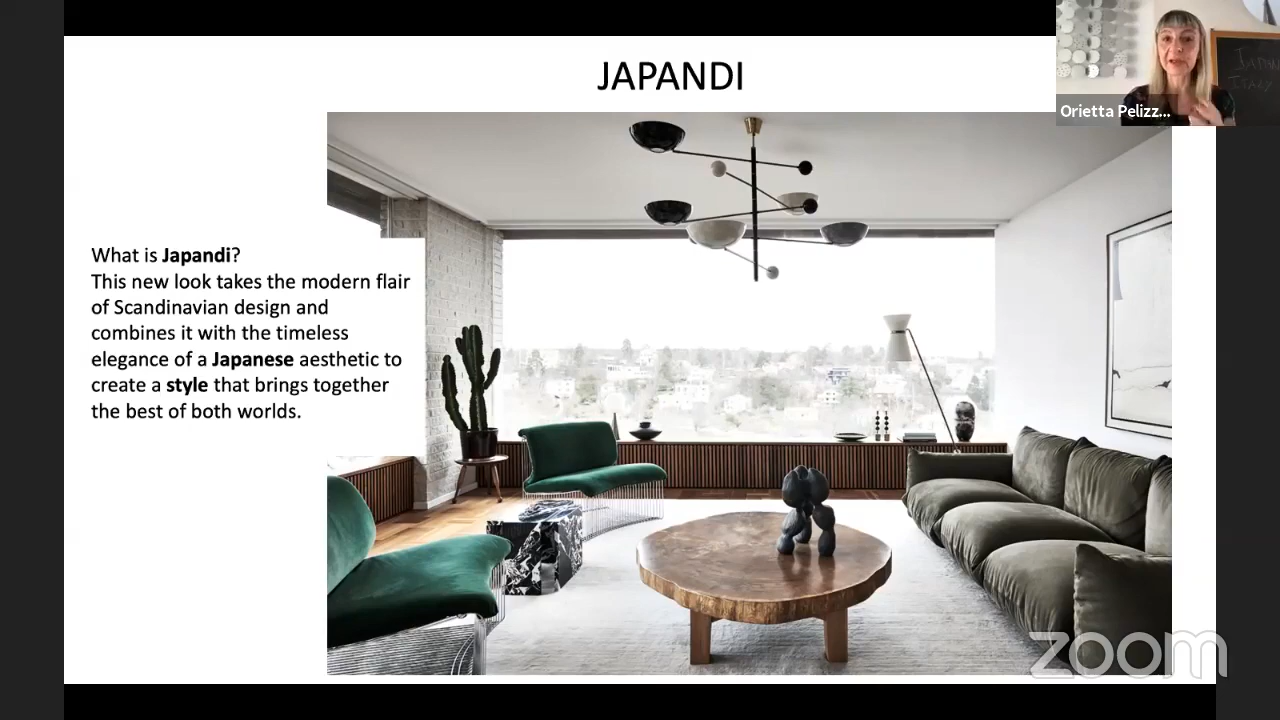 JAPANDI
Orietta Pelizz...
What is Japandi?
This new look takes the modern flair
of Scandinavian design and
combines it with the timeless
elegance of a Japanese aesthetic to
create a style that brings together
the best of both worlds.
zoom